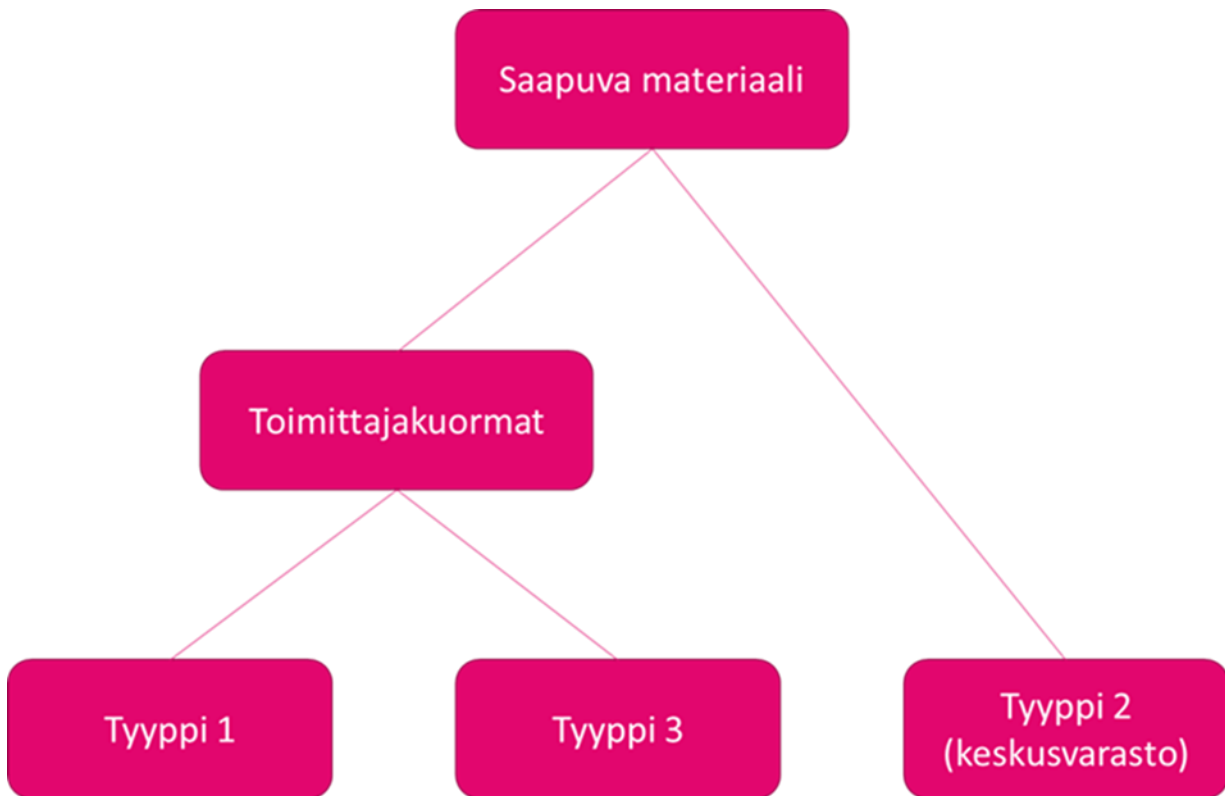 Saapuva materiaali
Toimittajakuormat
Tyyppi 1
Tyyppi 3
Tyyppi 2
(keskusvarasto)